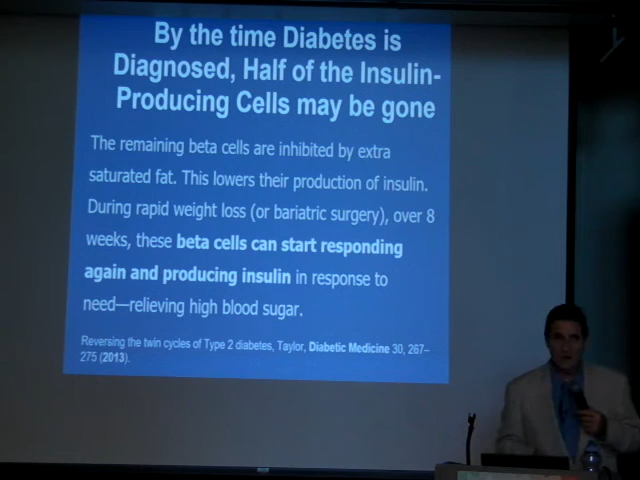 By the time Diabetes is
Diagnosed, Half of the Insulin-
Producing Cells may be gone
The remaining beta cells are inhibited by extra
saturated fat. This lowers their production of insulin.
During rapid weight loss (or bariatric surgery), over 8
weeks, these beta cells can start responding
again and producing insulin in response to
need—relieving high blood sugar.
Reversing the twin cycles of Type 2 diabetes, Taylor, Diabetic Medicine 30, 267–
275 (2013).